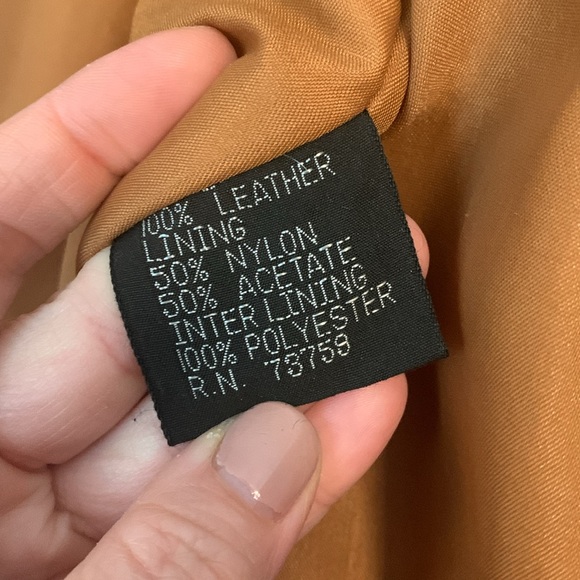 100% LEATHER
LINING
50% NYLON
50% ACETATE
INTER LINING
100% POLYESTER
R.N. 73759